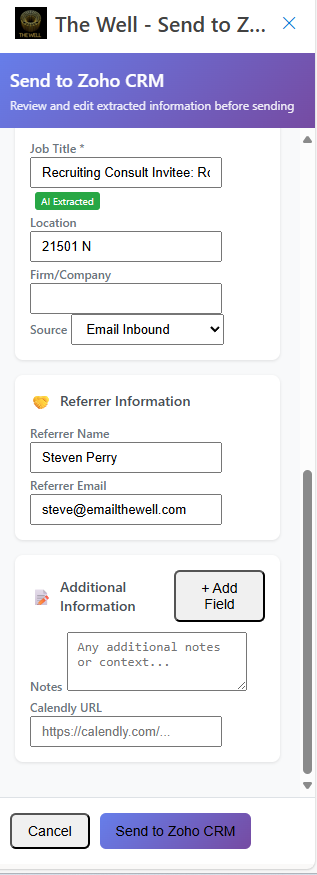 THE WELL
The Well - Send to Z...
Send to Zoho CRM
Review and edit extracted information before sending
Job Title *
Recruiting Consult Invitee: Ro
AI Extracted
Location
21501 N
Firm/Company
Source Email Inbound
Referrer Information
Referrer Name
Steven Perry
Referrer Email
steve@emailthewell.com
Additional
Information
+ Add
Field
Any additional notes
or context...
Notes
Calendly URL
https://calendly.com/...
Cancel
Send to Zoho CRM